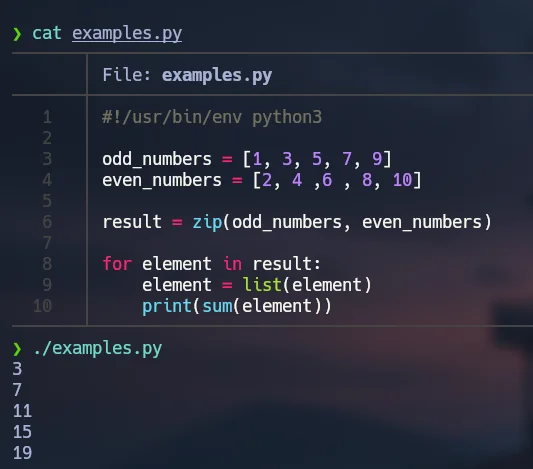 ❯ cat examples.py
File: examples.py
1 #!/usr/bin/env python3
2
3 odd_numbers = [1, 3, 5, 7, 9]
4 even_numbers = [2, 4 ,6 , 8, 10]
5
6 result = zip(odd_numbers, even_numbers)
7
8 for element in result:
9     element = list(element)
10     print(sum(element))
❯ ./examples.py
3
7
11
15
19